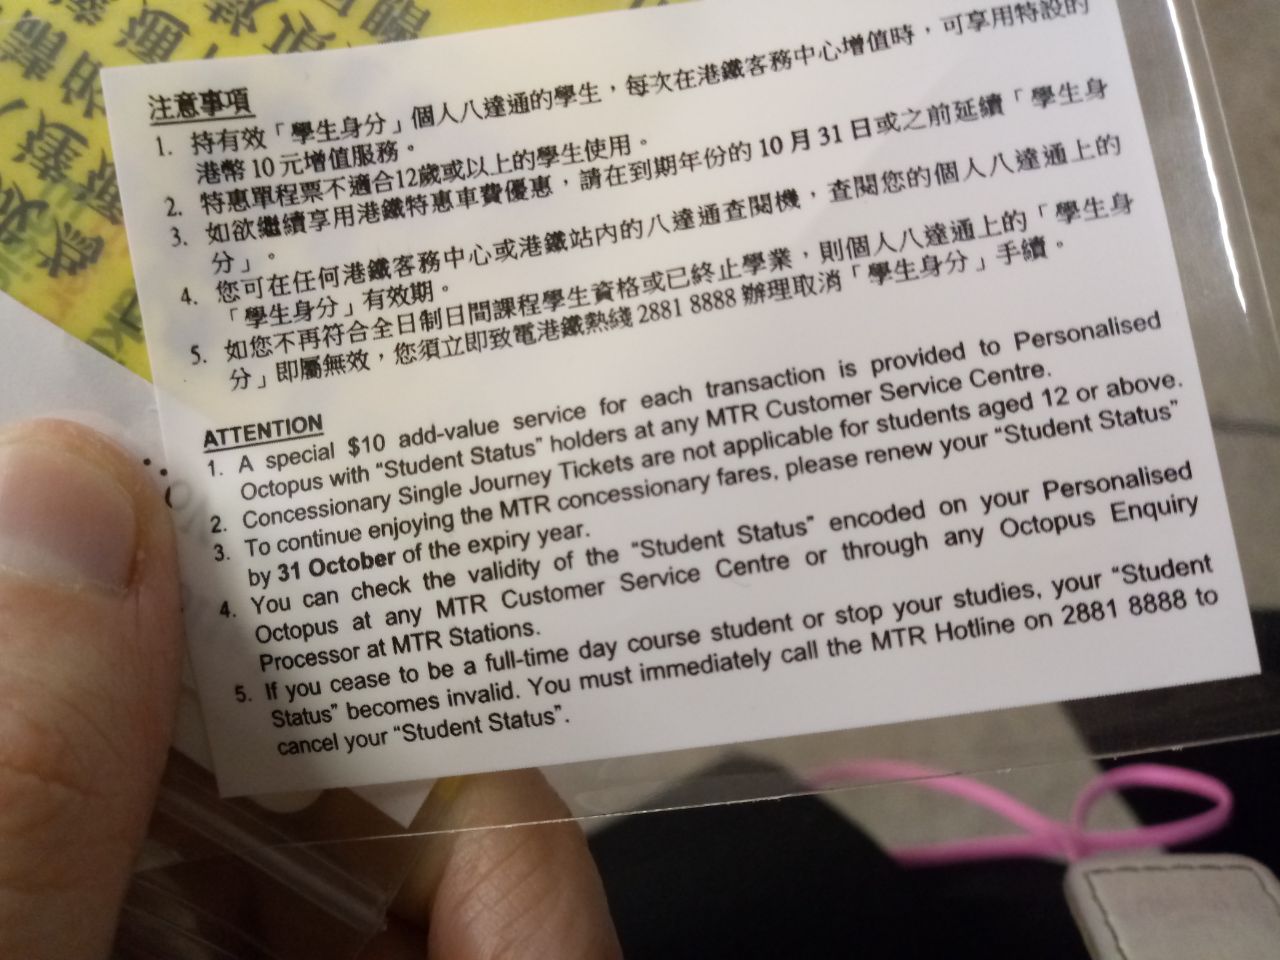 注意事項
1. 持有效「學生身分」個人八達通的學生，每次在港鐵客務中心增值時，可享用特設的
港幣 10 元增值服務。
2. 特惠單程票不適合12歲或以上的學生使用。
3. 如欲繼續享用港鐵特惠車費優惠，請在到期年份的 10 月 31 日或之前延續「學生身
分」。
4. 您可在任何港鐵客務中心或港鐵站內的八達通查閱機，查閱您的個人八達通上的
「學生身分」有效期。
5. 如您不再符合全日制日間課程學生資格或已終止學業，則個人八達通上的「學生身
分」即屬無效，您須立即致電港鐵熱綫 2881 8888 辦理取消「學生身分」手續。
ATTENTION
1. A special $10 add-value service for each transaction is provided to Personalised
Octopus with “Student Status” holders at any MTR Customer Service Centre.
2. Concessionary Single Journey Tickets are not applicable for students aged 12 or above.
3. To continue enjoying the MTR concessionary fares, please renew your “Student Status”
by 31 October of the expiry year.
4. You can check the validity of the “Student Status” encoded on your Personalised
Octopus at any MTR Customer Service Centre or through any Octopus Enquiry
Processor at MTR Stations.
5. If you cease to be a full-time day course student or stop your studies, your “Student
Status” becomes invalid. You must immediately call the MTR Hotline on 2881 8888 to
cancel your “Student Status”.